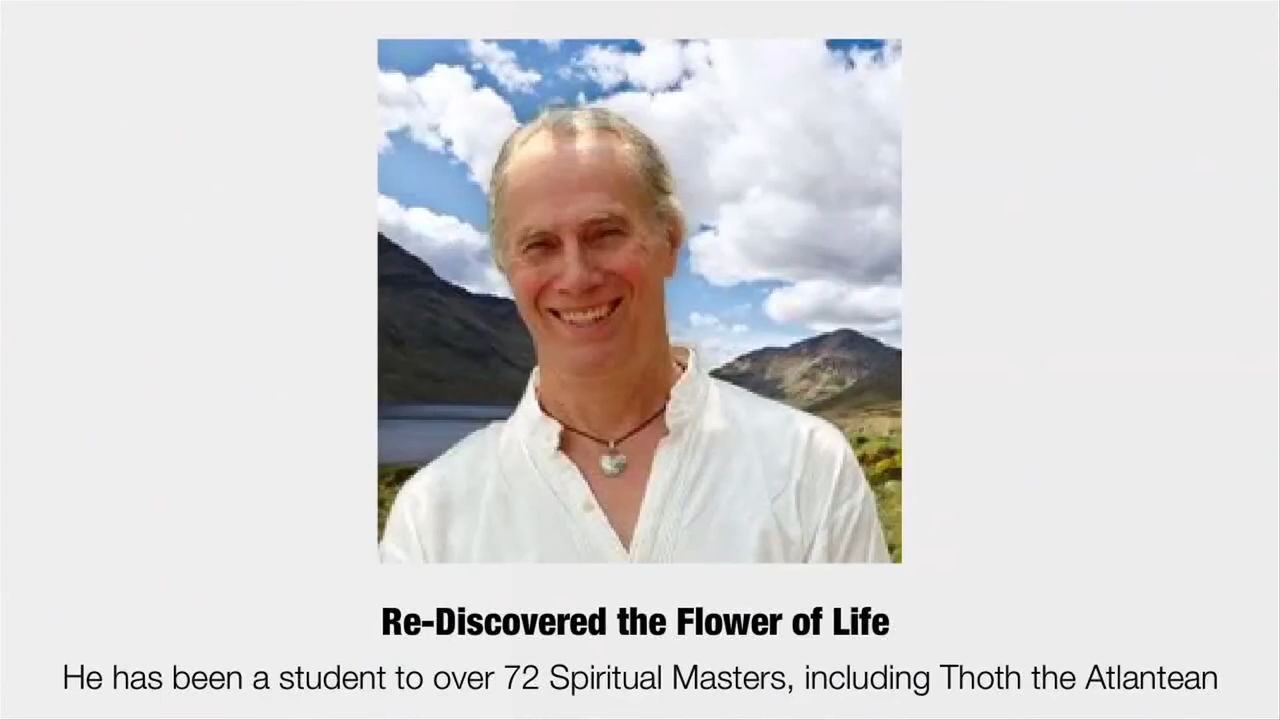 Re-Discovered the Flower of Life
He has been a student to over 72 Spiritual Masters, including Thoth the Atlantean